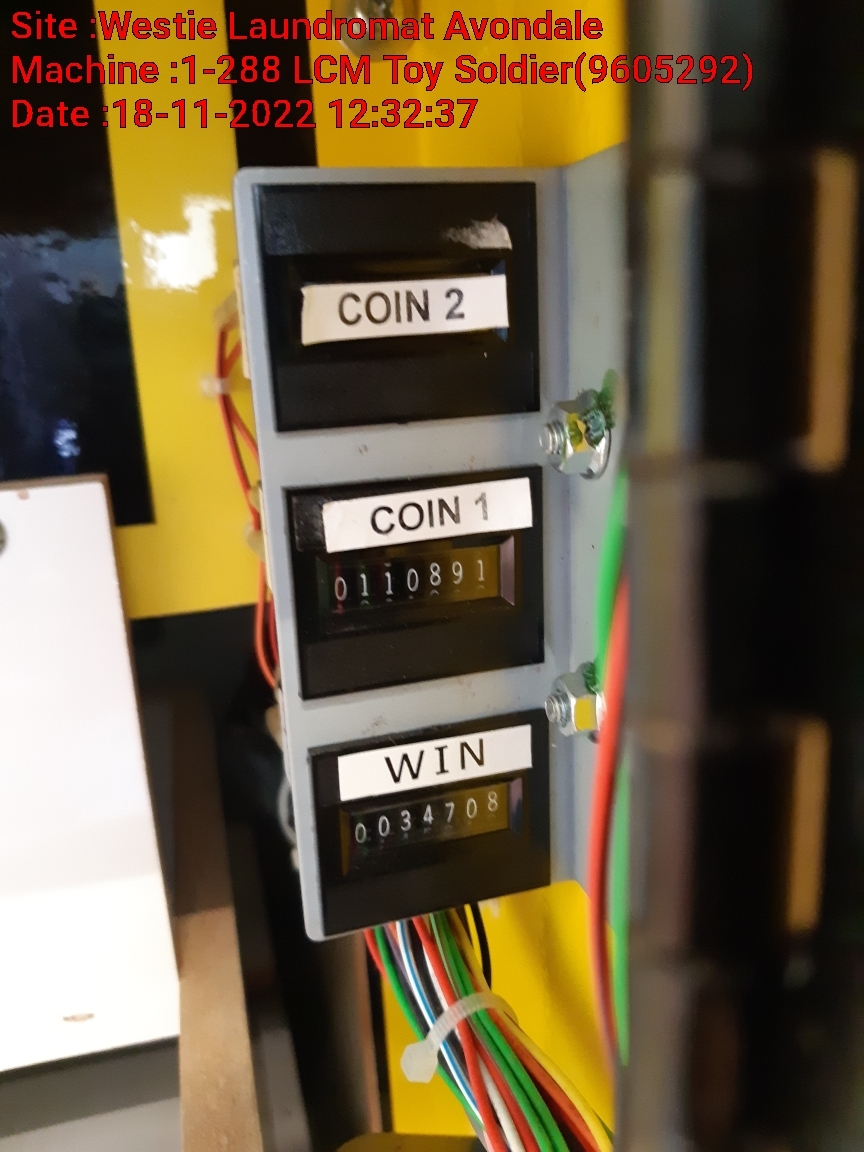 Site :Westie Laundromat Avondale
Machine :1-288 LCM Toy Soldier(9605292)
Date :18-11-2022 12:32:37
COIN 2
COIN 1
0110891
WIN
0034708